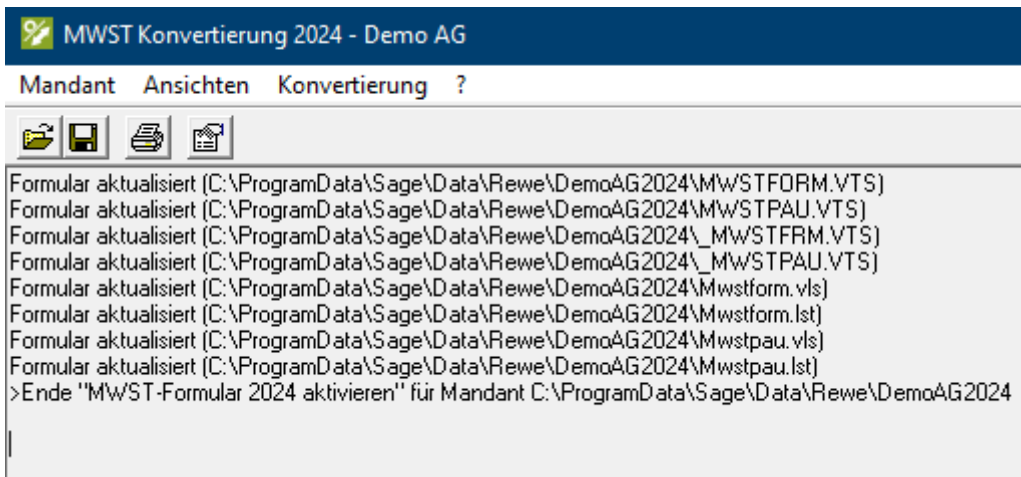 MWST Konvertierung 2024 - Demo AG
Mandant Ansichten Konvertierung ?
Formular aktualisiert (C:\ProgramData\Sage\Data\Rewe\DemoAG2024\MWSTFORM.VTS)
Formular aktualisiert (C:\ProgramData\Sage\Data\Rewe\DemoAG2024\MWSTPAU.VTS)
Formular aktualisiert (C:\ProgramData\Sage\Data\Rewe\DemoAG2024\_MWSTFRM.VTS)
Formular aktualisiert (C:\ProgramData\Sage\Data\Rewe\DemoAG2024\_MWSTPAU.VTS)
Formular aktualisiert (C:\ProgramData\Sage\Data\Rewe\DemoAG2024\Mwstform.vls)
Formular aktualisiert (C:\ProgramData\Sage\Data\Rewe\DemoAG2024\Mwstform.lst)
Formular aktualisiert (C:\ProgramData\Sage\Data\Rewe\DemoAG2024\Mwstpau.vls)
Formular aktualisiert (C:\ProgramData\Sage\Data\Rewe\DemoAG2024\Mwstpau.lst)
>Ende "MWST-Formular 2024 aktivieren" für Mandant C:\ProgramData\Sage\Data\Rewe\DemoAG2024